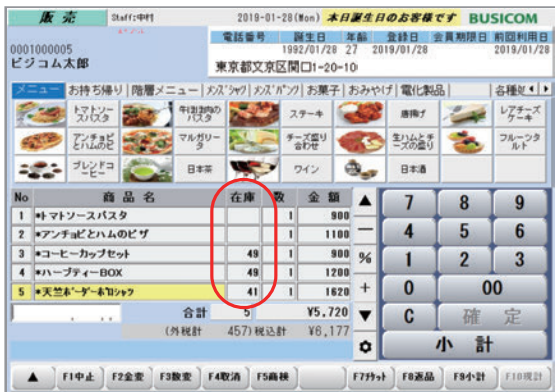 販 売 Staff:中村 2019-01-28(Mon) 本日誕生日のお客様です BUSICOM
電話番号 誕生日 年齢 登録日 会員期限日 前回利用日
0001000005 1992/01/28 27 2019/01/28 2019/01/28
ビジコム太郎 東京都文京区関口1-20-10
メニュー お持ち帰り 階層メニュー ﾒﾝｽﾞｼｬﾂ ﾒﾝｽﾞﾊﾟﾝﾂ お菓子 おみやげ 電化製品 各種処
トマトソースパスタ ステーキ 唐揚げ レアチーズケーキ
アンチョビとハムのピ マルガリータ チーズ盛り合わせ 生ハムとチーズの盛り フルーツタルト
ブレンドコーヒー 日本茶 ワイン 日本酒
No 商 品 名 在庫 数 金 額
1 *トマトソースパスタ 1 900
2 *アンチョビとハムのピザ 1 1100
3 *コーヒーカップセット 49 1 900
4 *ハーブティーBOX 49 1 1200
5 *天竺ﾎﾞｰﾀﾞｰﾎﾟﾛｼｬﾂ 41 1 1620
合計 5 ¥5,720
(外税計 457)税込計 ¥6,177
▲ － % + ▼
7 8 9
4 5 6
1 2 3
0 00
C 確 定
小 計
▲ F1中止 F2金変 F3数変 F4取消 F5商検 F7ﾁｹｯﾄ F8返品 F9小計 F10現計